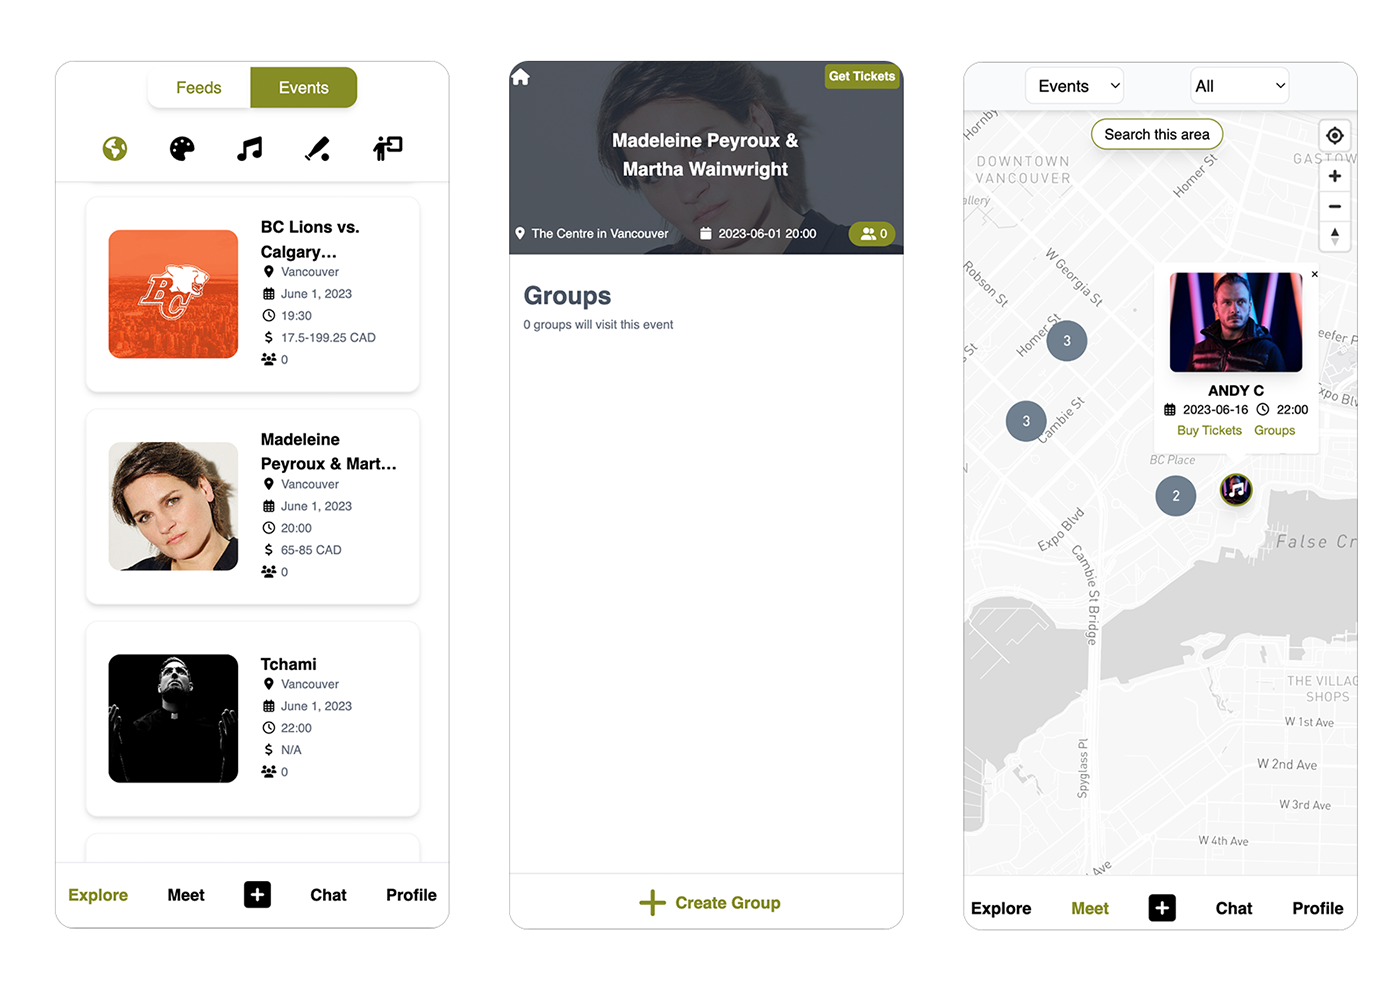 Feeds
Events
BC Lions vs.
Calgary...
Vancouver
June 1, 2023
19:30
$ 17.5-199.25 CAD
0
BC
Madeleine
Peyroux & Mart...
Vancouver
June 1, 2023
20:00
$ 65-85 CAD
0
Tchami
Vancouver
June 1, 2023
22:00
$ N/A
0
Explore
Meet
+
Chat
Profile
Get Tickets
Madeleine Peyroux &
Martha Wainwright
The Centre in Vancouver
2023-06-01 20:00
0
Groups
0 groups will visit this event
+ Create Group
Events
All
Search this area
Hornby
DOWNTOWN
VANCOUVER
allery
Homer St
GASTOW
+
−
W Georgia St
Robson St
Homer St
3
3
Cambie St
eefer P
Expo Blv
×
ANDY C
2023-06-16
22:00
Buy Tickets
Groups
BC Place
2
Expo Blvd
Cambie St Bridge
False Cr
THE VILLAG
SHOPS
W 1st Ave
W 2nd Ave
Spyglass Pl
W 3rd Ave
W 4th Ave
Ave
Explore
Meet
+
Chat
Profile